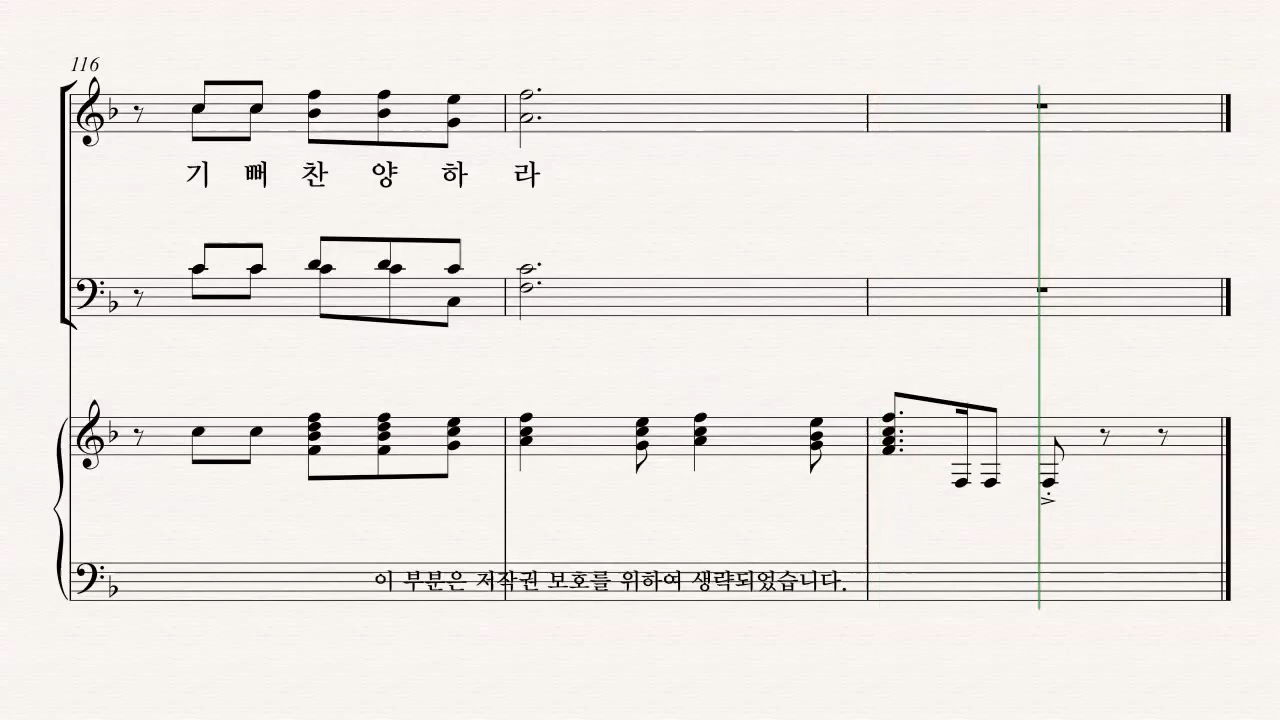 116
기 뻐 찬 양 하 라
이 부분은 저작권 보호를 위하여 생략되었습니다.